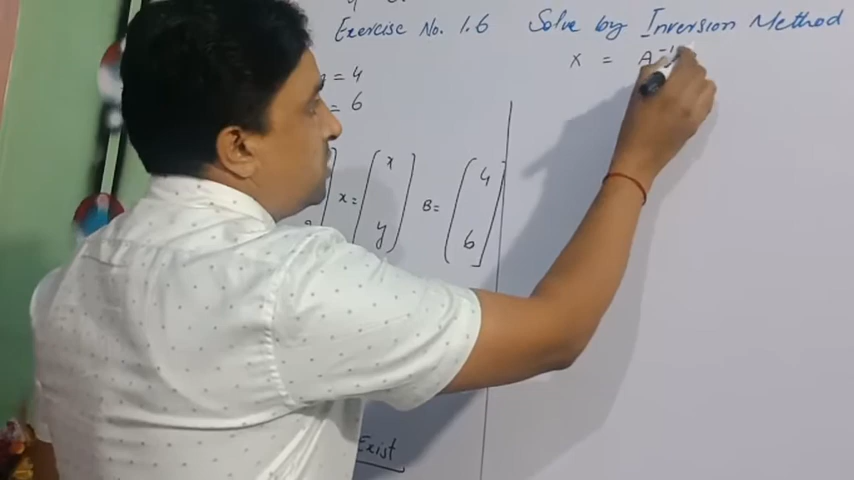 Exercise No. 1.6 Solve by Inversion Method
X = A⁻¹
= 4
= 6
x = ( x y ) B = ( 4 6 )
Exist